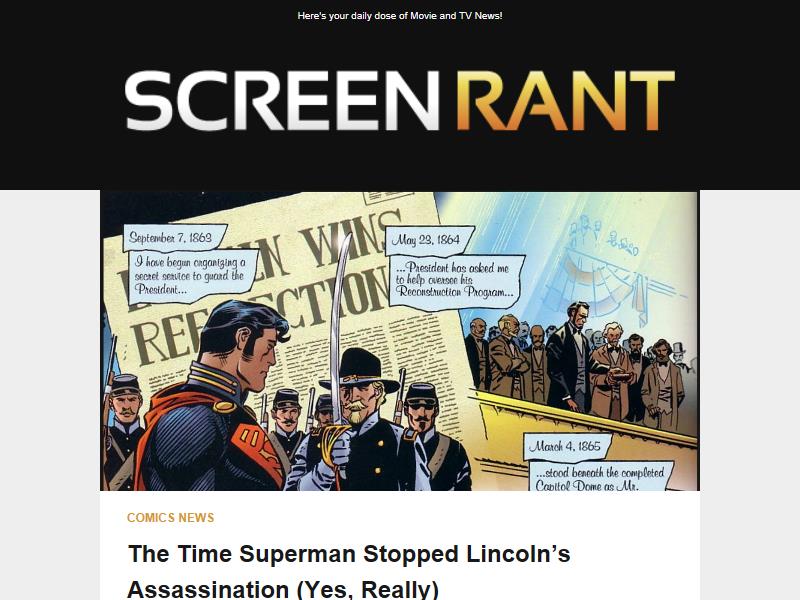 Here's your daily dose of Movie and TV News!
SCREEN RANT
WINS
September 7, 1863
I have begun organizing a
secret service to guard the
President...
May 23, 1864
...President has asked me
to help oversee his
Reconstruction Program...
March 4, 1865
...stood beneath the completed
Capitol Dome as Mr.
COMICS NEWS
The Time Superman Stopped Lincoln’s
Assassination (Yes, Really)